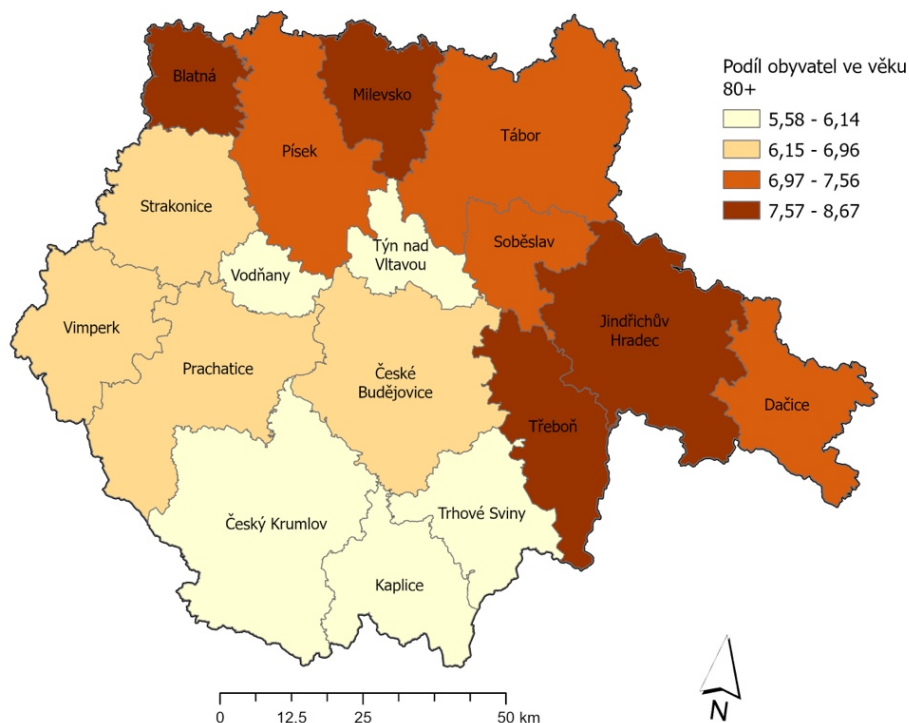 Podíl obyvatel ve věku
80+
5,58 - 6,14
6,15 - 6,96
6,97 - 7,56
7,57 - 8,67
Blatná
Milevsko
Tábor
Písek
Strakonice
Soběslav
Týn nad
Vltavou
Vodňany
Vimperk
Jindřichův
Hradec
Prachatice
České
Budějovice
Dačice
Třeboň
Trhové Sviny
Český Krumlov
Kaplice
0 12.5 25 50 km
N